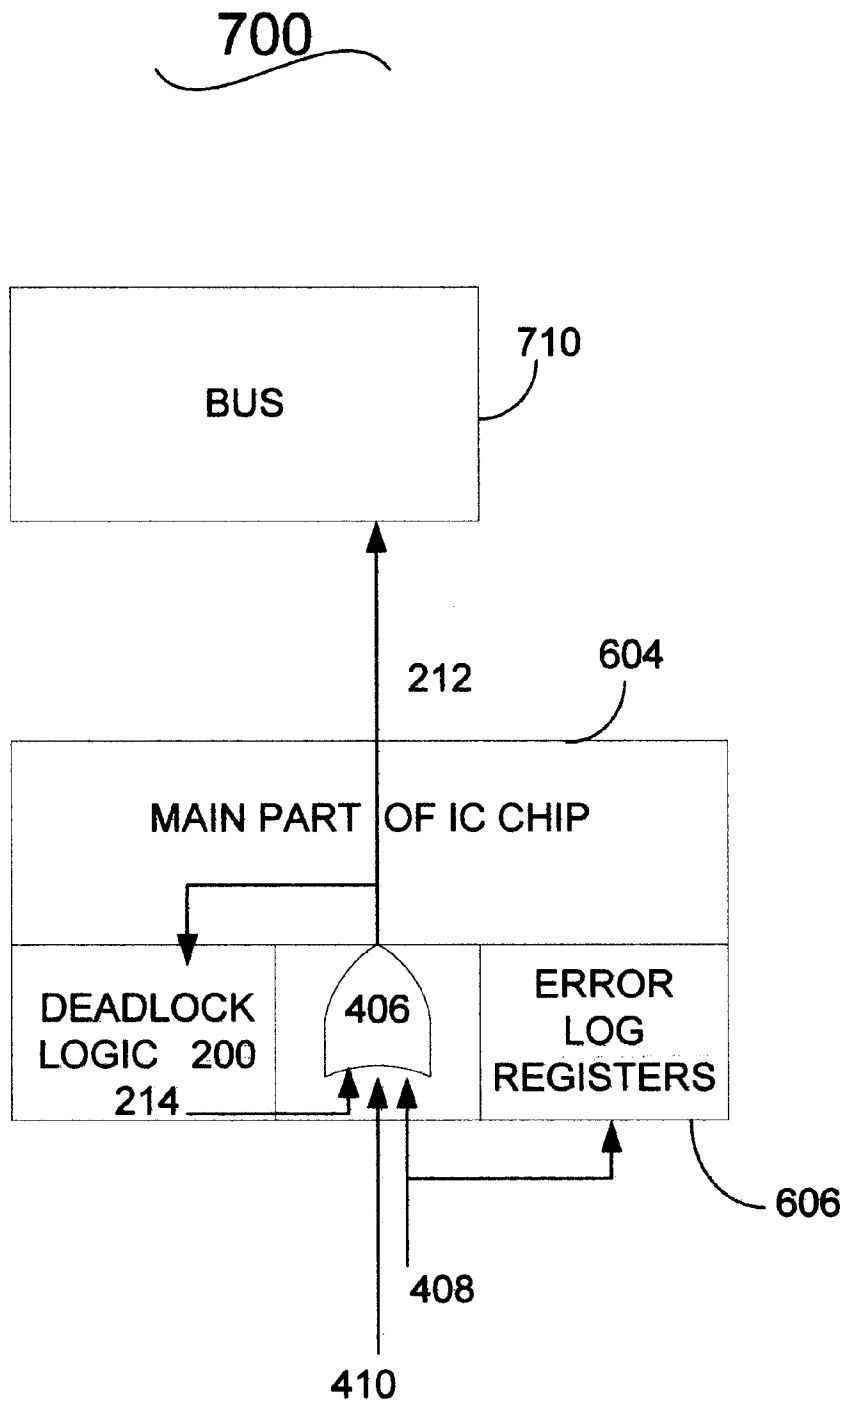 700
710
BUS
604
212
MAIN PART OF IC CHIP
DEADLOCK
LOGIC 200
214
406
ERROR
LOG
REGISTERS
606
408
410